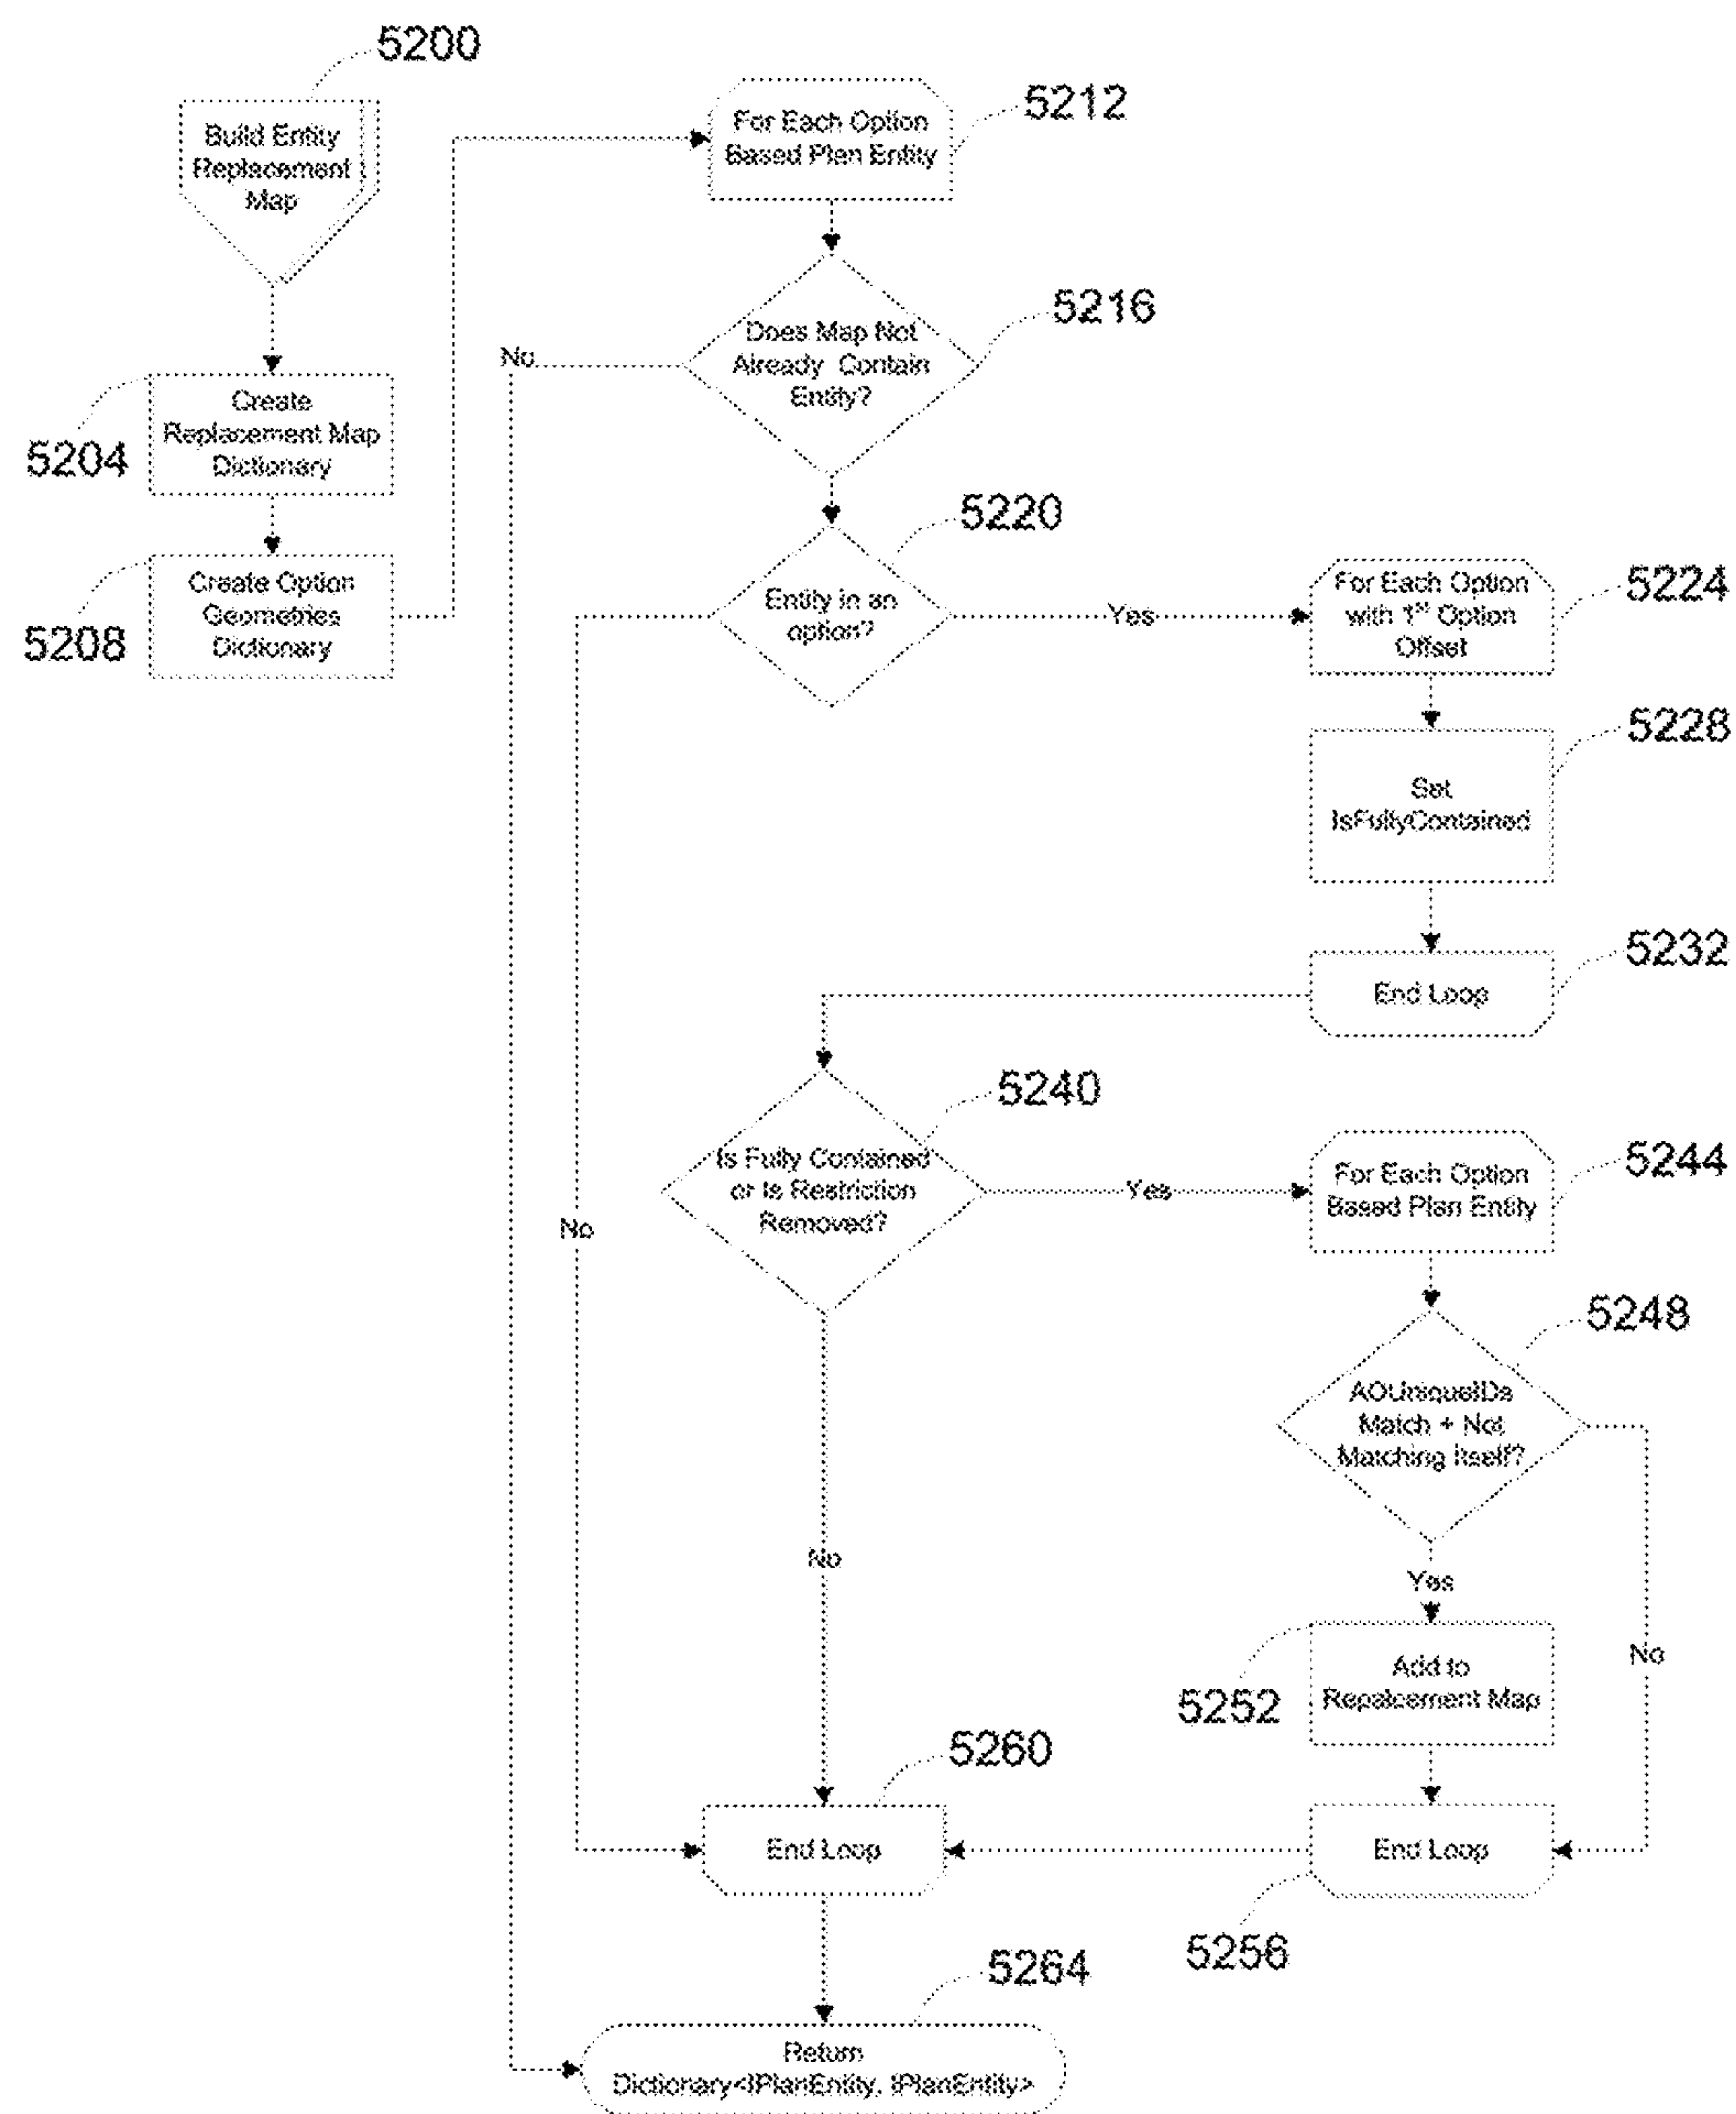 5200
Build Entity
Replacement
Map
5204
Create
Replacement Map
Dictionary
5208
Create Option
Geometries
Dictionary
For Each Option
Based Plan Entity
5212
Does Map Not
Already Contain
Entity?
5216
No
5220
Entity in an
option?
Yes
No
For Each Option
with 1st Option
Offset
5224
Set
IsFullyContained
5228
End Loop
5232
5240
Is Fully Contained
or Is Restriction
Removed?
Yes
No
For Each Option
Based Plan Entity
5244
5248
AOUniqueIDs
Match + Not
Matching Itself?
Yes
No
5252
Add to
Repalcement Map
5260
End Loop
End Loop
5256
5264
Return
Dictionary<IPlanEntity, IPlanEntity>